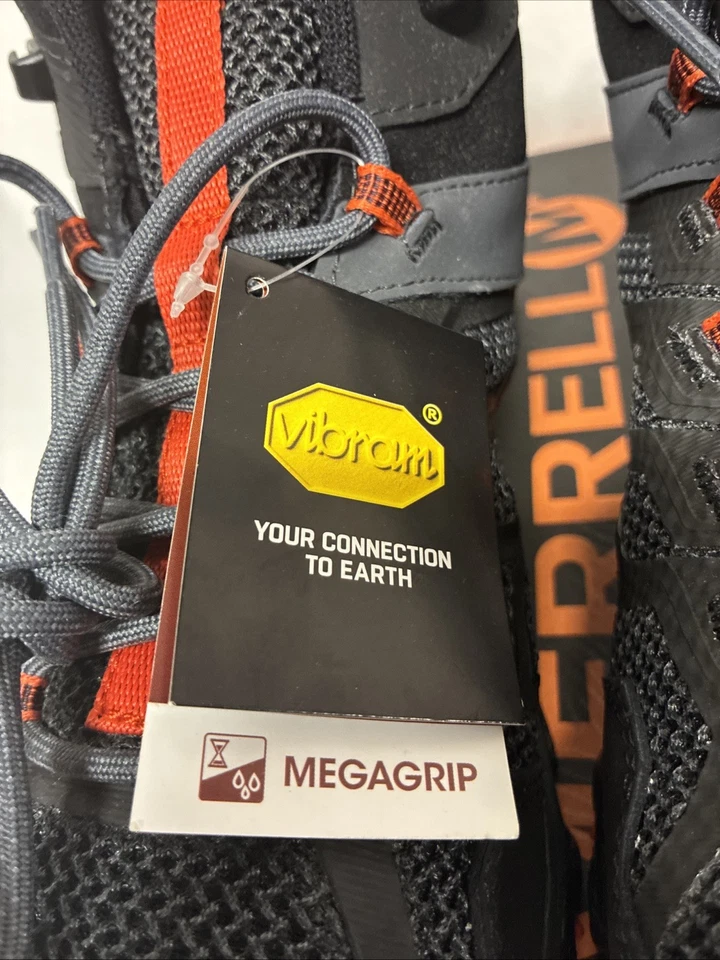 vibram®
YOUR CONNECTION
TO EARTH
MEGAGRIP
ERRELL